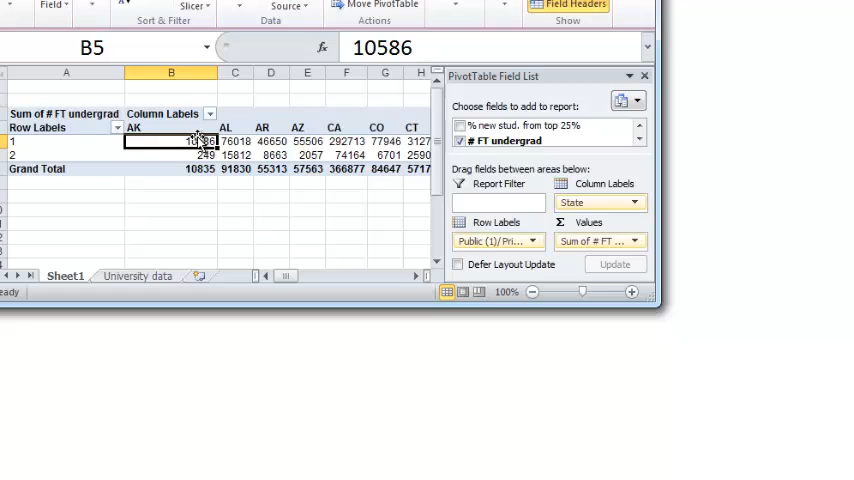 Field Slicer Source Move PivotTable Field Headers
Sort & Filter Data Actions Show
B5 fx 10586
A B C D E F G H PivotTable Field List
Choose fields to add to report:
% new stud. from top 25%
# FT undergrad
Sum of # FT undergrad Column Labels
Row Labels AK AL AR AZ CA CO CT
1 76018 46650 55506 292713 77946 3127
2 249 15812 8663 2057 74164 6701 2590
Grand Total 10835 91830 55313 57563 366877 84647 5717
Drag fields between areas below:
Report Filter Column Labels
State
Row Labels Σ Values
Public (1)/Pri... Sum of # FT ...
Defer Layout Update Update
Sheet1 University data
eady 100%